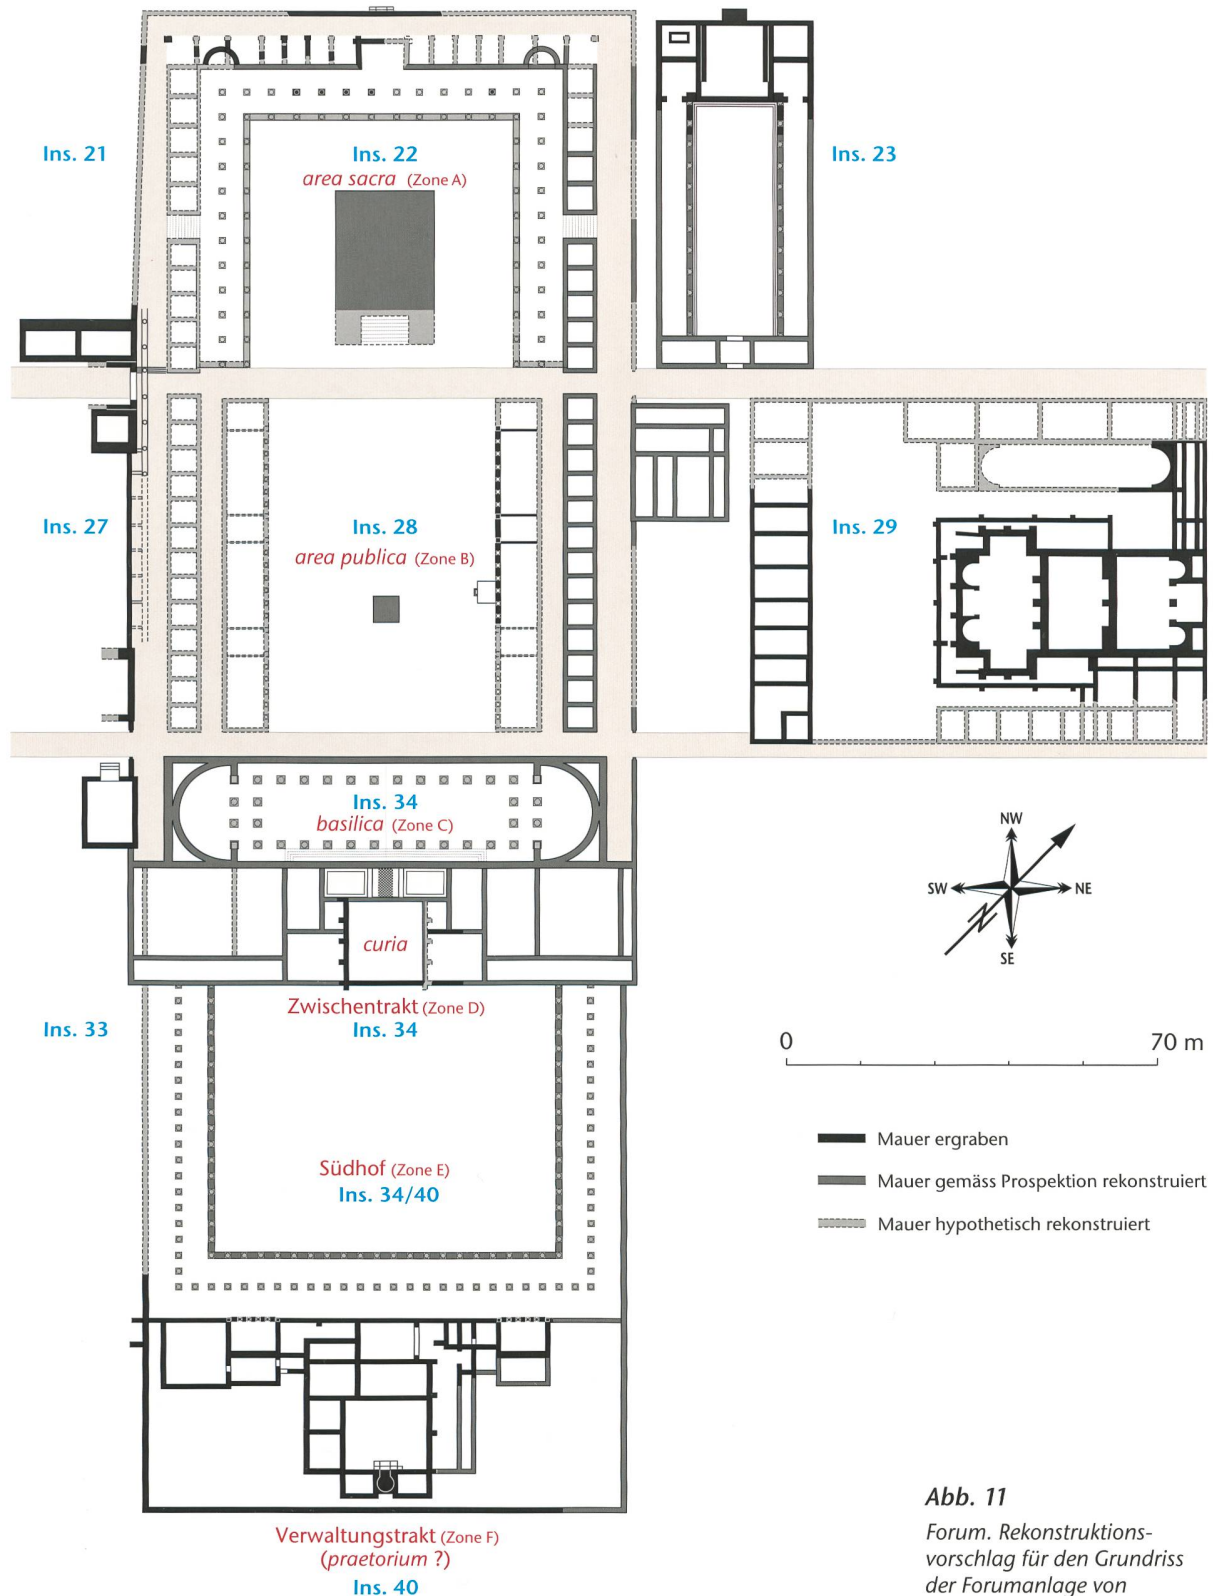 Ins. 21
Ins. 22
area sacra (Zone A)
Ins. 23
Ins. 27
Ins. 28
area publica (Zone B)
Ins. 29
Ins. 34
basilica (Zone C)
NW
SW
NE
SE
N
curia
Zwischentrakt (Zone D)
Ins. 34
Ins. 33
0
70 m
Mauer ergraben
Mauer gemäss Prospektion rekonstruiert
Mauer hypothetisch rekonstruiert
Südhof (Zone E)
Ins. 34/40
Verwaltungstrakt (Zone F)
(praetorium ?)
Ins. 40
Abb. 11
Forum. Rekonstruktions-
vorschlag für den Grundriss
der Forumanlage von